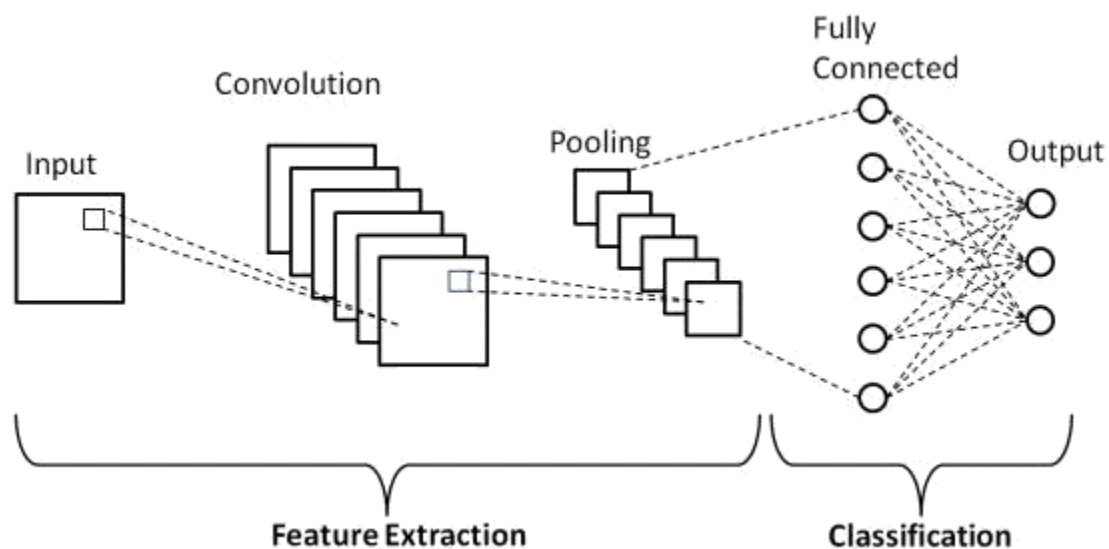 Input
Convolution
Pooling
Fully
Connected
Output
Feature Extraction
Classification